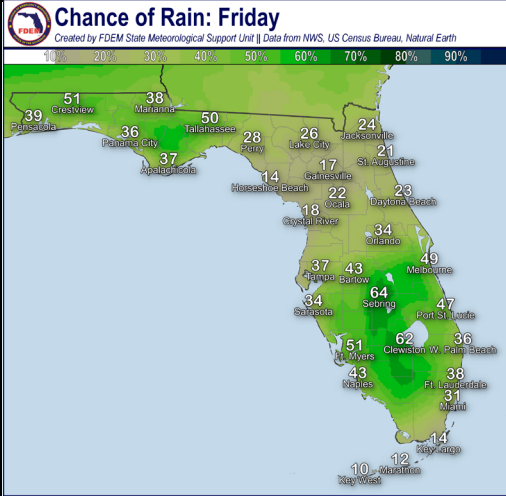 FDEM
Chance of Rain: Friday
Created by FDEM State Meteorological Support Unit || Data from NWS, US Census Bureau, Natural Earth
10% 20% 30% 40% 50% 60% 70% 80% 90%
51
Crestview
38
Marianna
39
Pensacola
50
Tallahassee
36
Panama City
37
Apalachicola
28
Perry
26
Lake City
24
Jacksonville
21
St. Augustine
17
Gainesville
14
Horseshoe Beach
22
Ocala
23
Daytona Beach
18
Crystal River
34
Orlando
49
Melbourne
37
Tampa
43
Bartow
64
Sebring
34
Sarasota
47
Port St. Lucie
51
Ft. Myers
62
Clewiston
36
W. Palm Beach
43
Naples
38
Ft. Lauderdale
31
Miami
14
Key Largo
12
Marathon
10
Key West